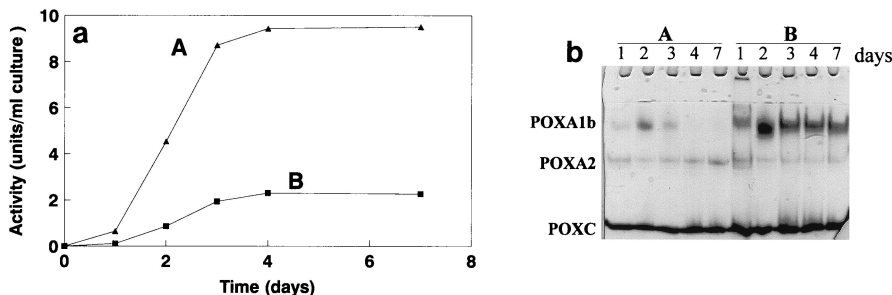 a
10
8
6
4
2
0
A
B
0 2 4 6 8
Activity (units/ml culture )
Time (days)
b
A B
1 2 3 4 7 1 2 3 4 7 days
POXA1b
POXA2
POXC